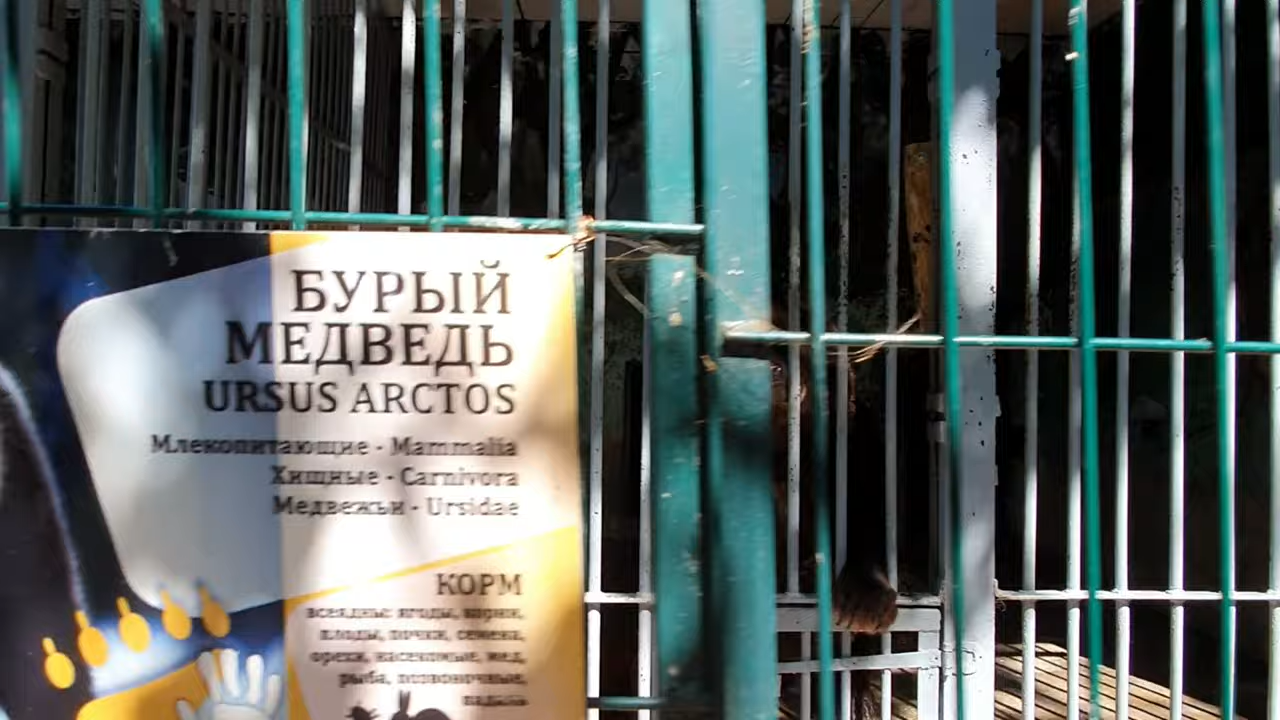 БУРЫЙ
МЕДВЕДЬ
URSUS ARCTOS
Млекопитающие - Mammalia
Хищные - Carnivora
Медвежьи - Ursidae
КОРМ
всеядны: ягоды, корни,
плоды, почки, семена,
орехи, насекомые, мед,
рыба, позвоночные,
падаль